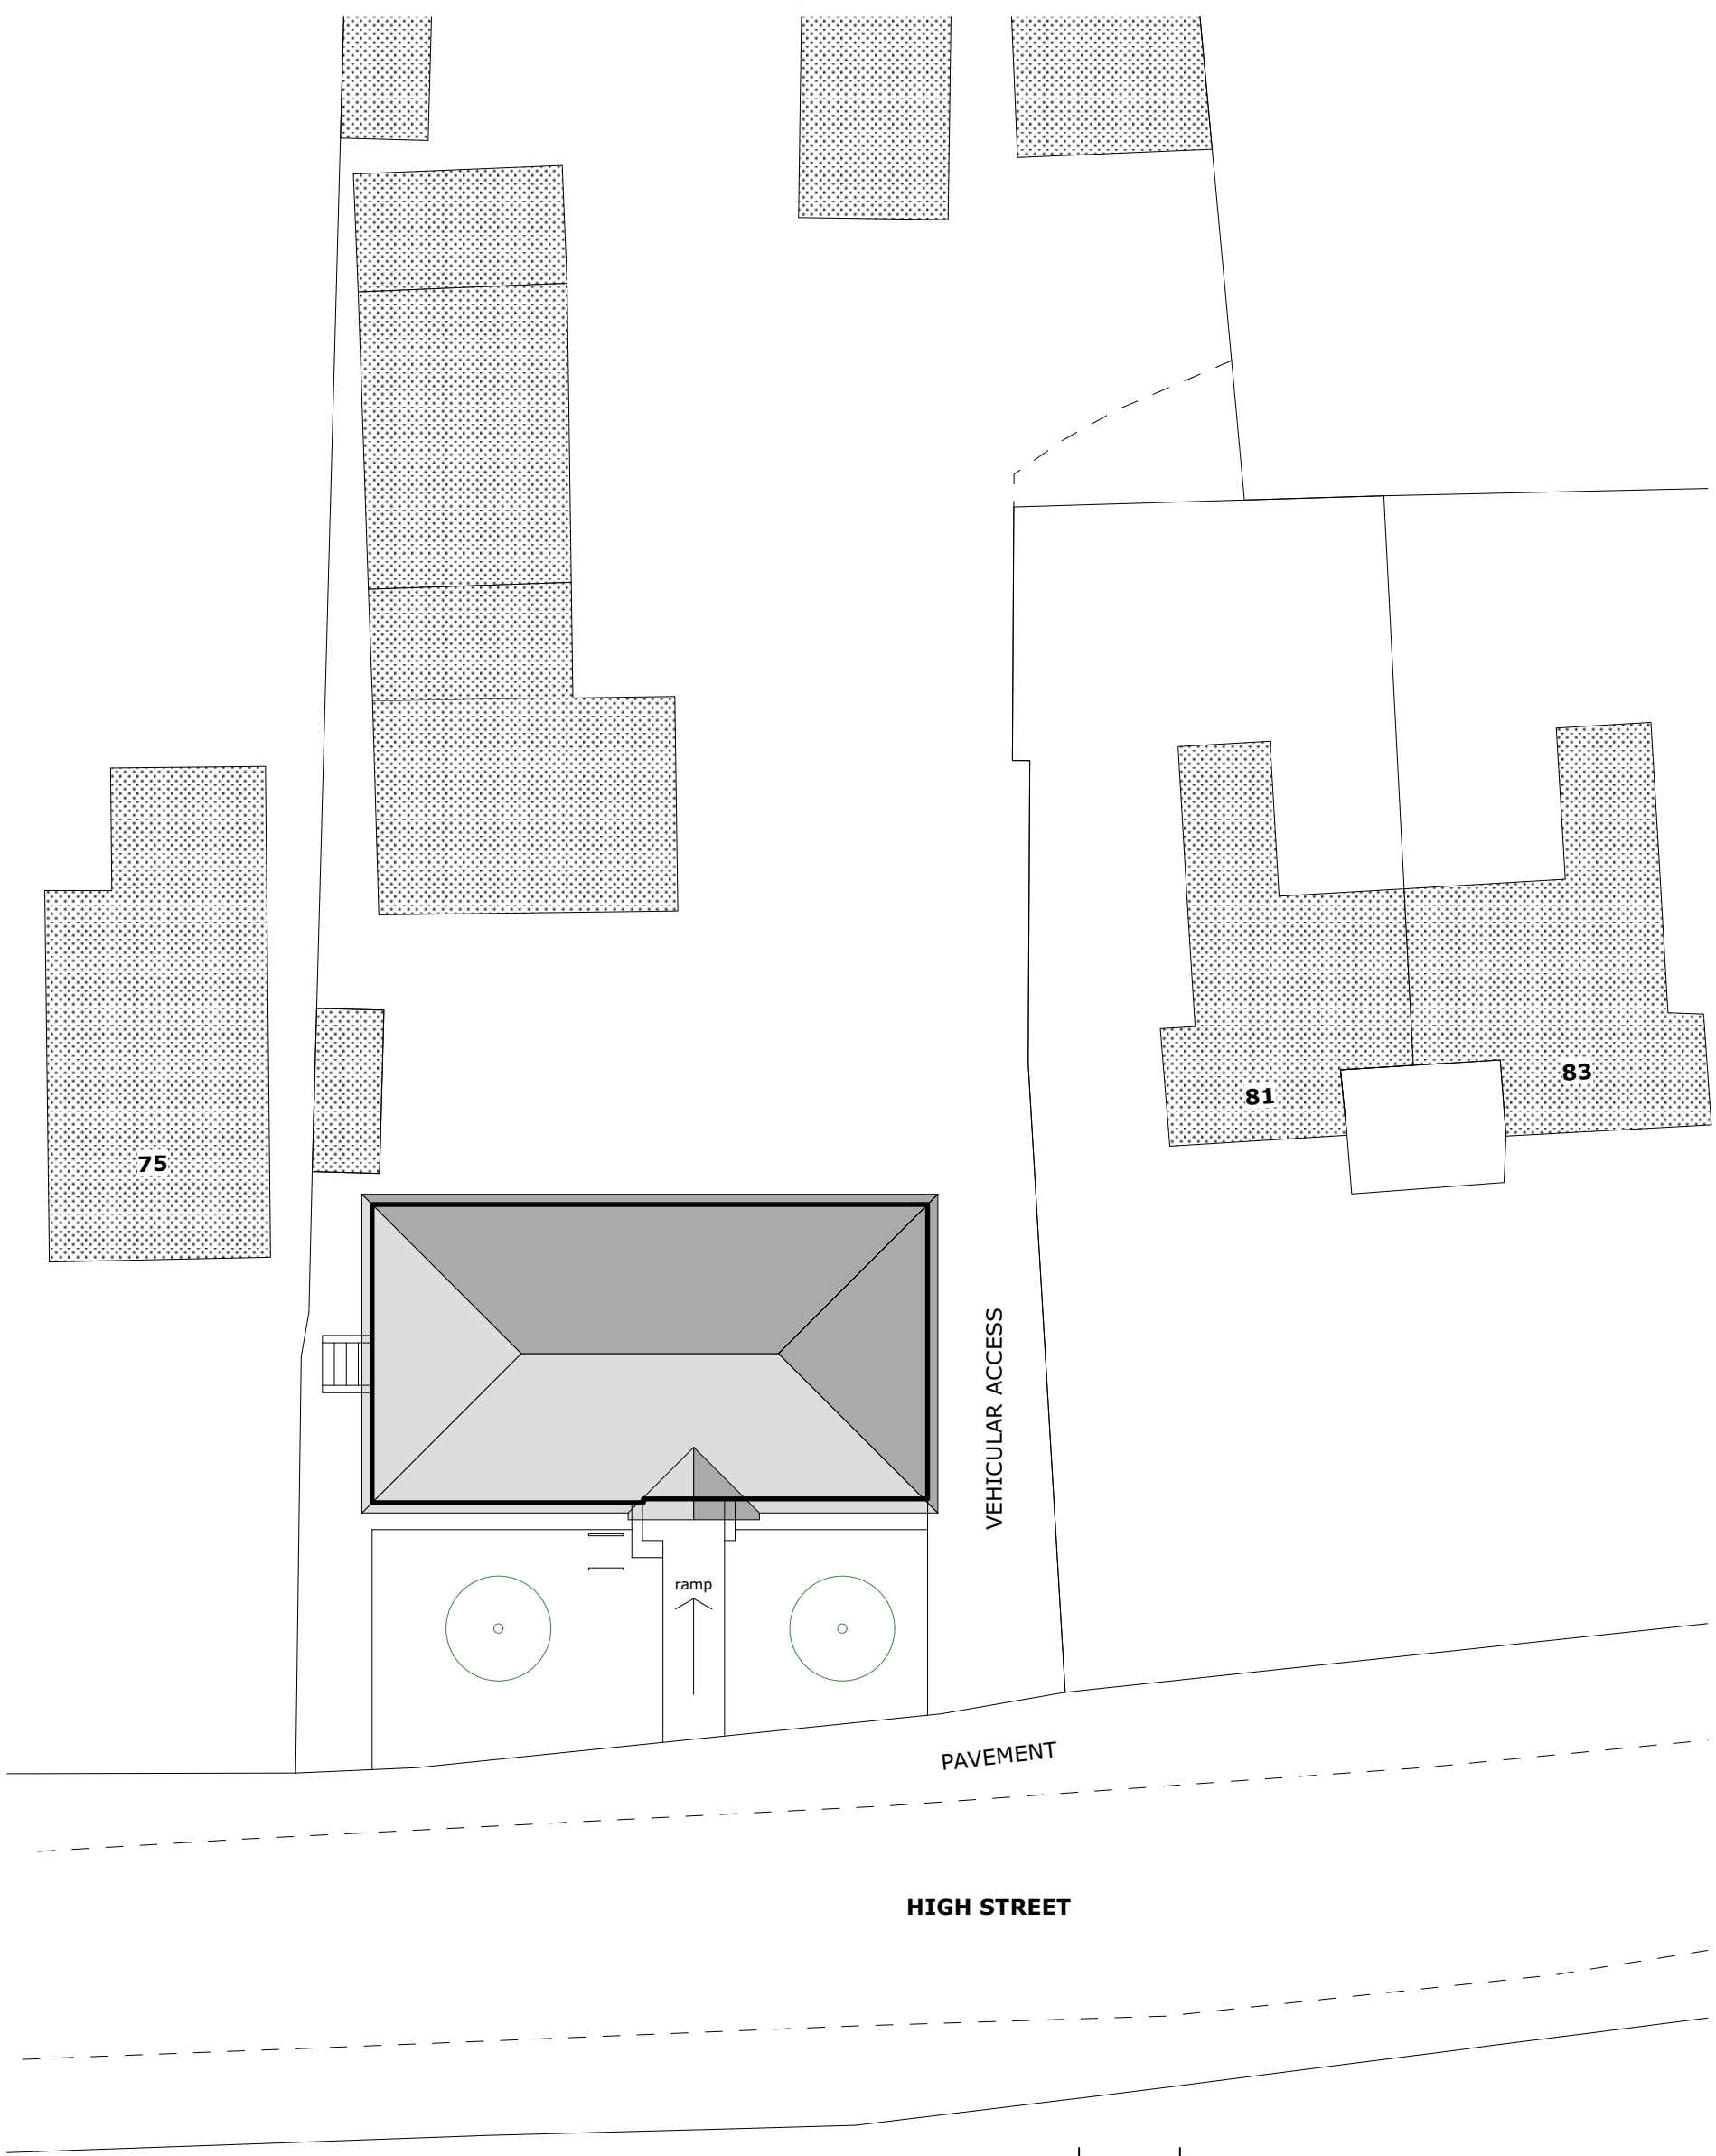 83
81
75
VEHICULAR ACCESS
ramp
PAVEMENT
HIGH STREET